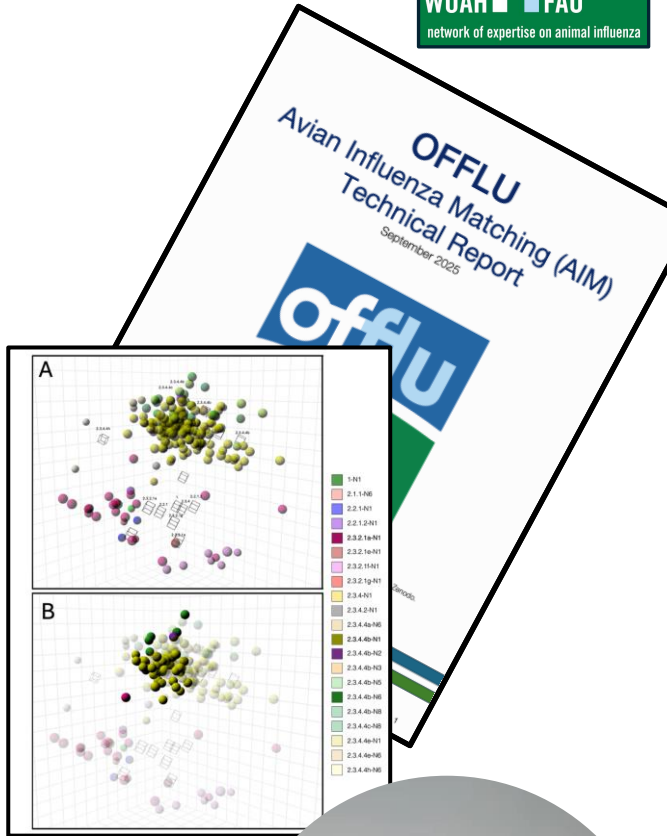 WOAH FAO
network of expertise on animal influenza
OFFLU
Avian Influenza Matching (AIM)
Technical Report
September 2025
offlu
Zenodo.
1
A
B
1-N1
2.1.1-N6
2.2.1-N1
2.2.1.2-N1
2.3.2.1a-N1
2.3.2.1e-N1
2.3.2.1f-N1
2.3.2.1g-N1
2.3.4-N1
2.3.4.2-N1
2.3.4.4a-N6
2.3.4.4b-N1
2.3.4.4b-N2
2.3.4.4b-N3
2.3.4.4b-N5
2.3.4.4b-N6
2.3.4.4b-N8
2.3.4.4c-N8
2.3.4.4e-N1
2.3.4.4e-N6
2.3.4.4h-N6